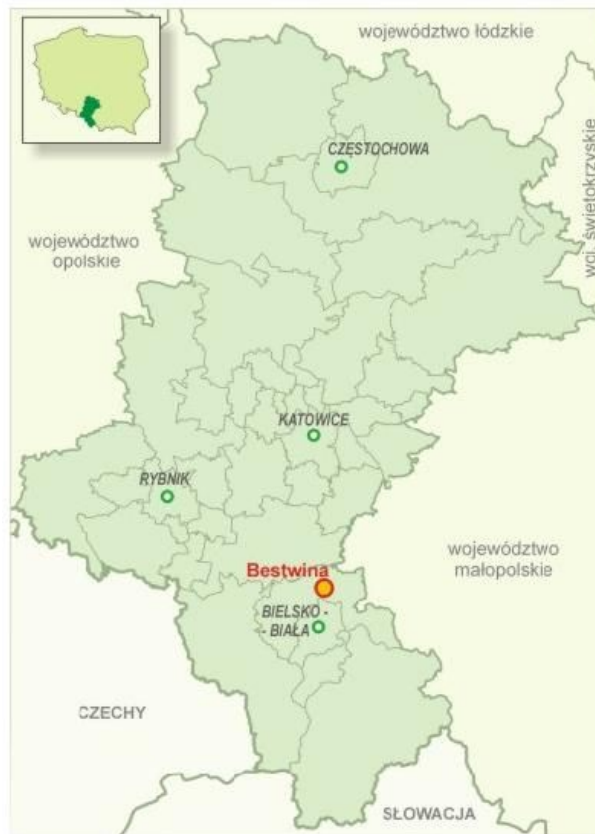 województwo łódzkie
CZĘSTOCHOWA
woj. świętokrzyskie
województwo
opolskie
KATOWICE
RYBNIK
województwo
małopolskie
Bestwina
BIELSKO -
- BIAŁA
CZECHY
SŁOWACJA